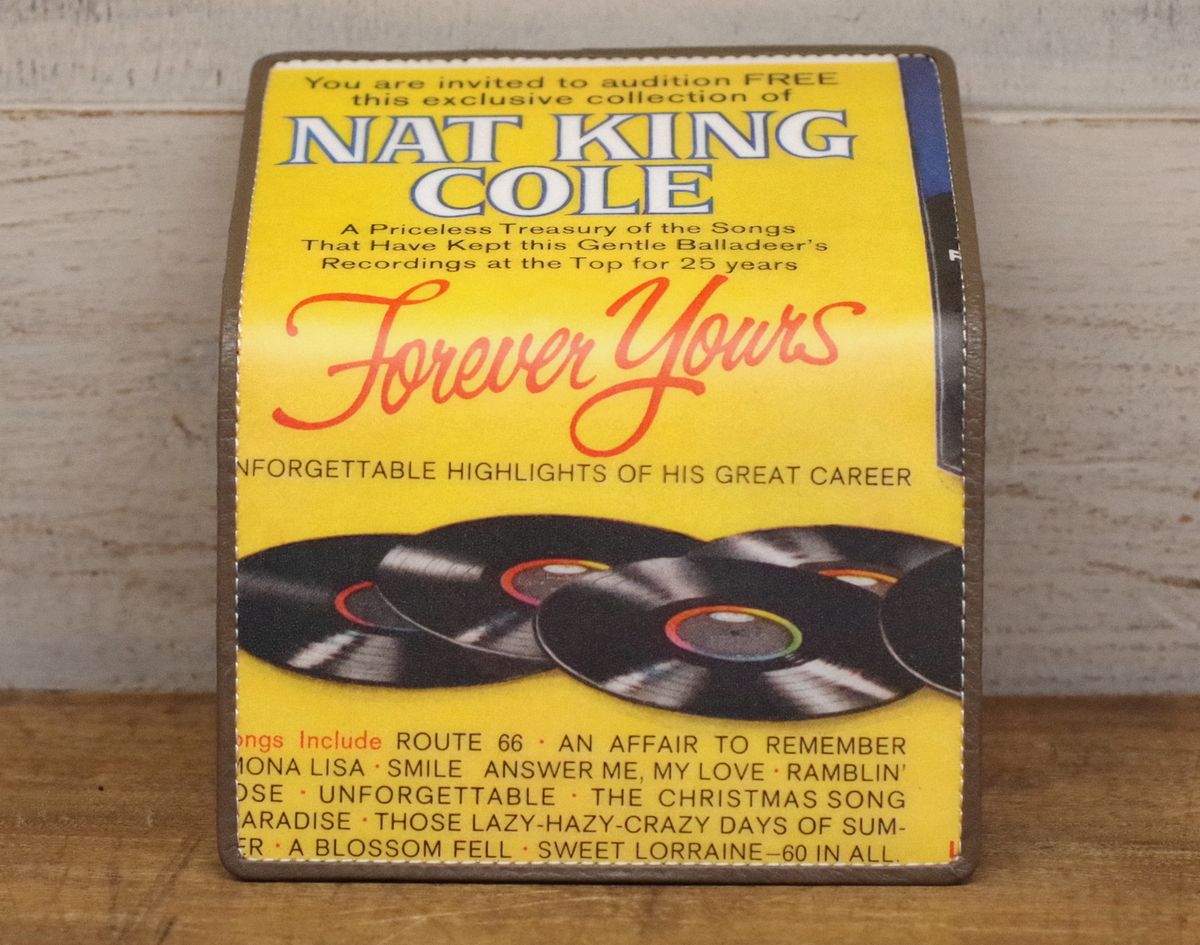 You are invited to audition FREE
this exclusive collection of
NAT KING
COLE
A Priceless Treasury of the Songs
That Have Kept this Gentle Balladeer's
Recordings at the Top for 25 years
Forever Yours
NFORGETTABLE HIGHLIGHTS OF HIS GREAT CAREER
ongs Include ROUTE 66 · AN AFFAIR TO REMEMBER
MONA LISA · SMILE ANSWER ME, MY LOVE · RAMBLIN'
OSE · UNFORGETTABLE · THE CHRISTMAS SONG
ARADISE · THOSE LAZY-HAZY-CRAZY DAYS OF SUM-
ER · A BLOSSOM FELL · SWEET LORRAINE—60 IN ALL.